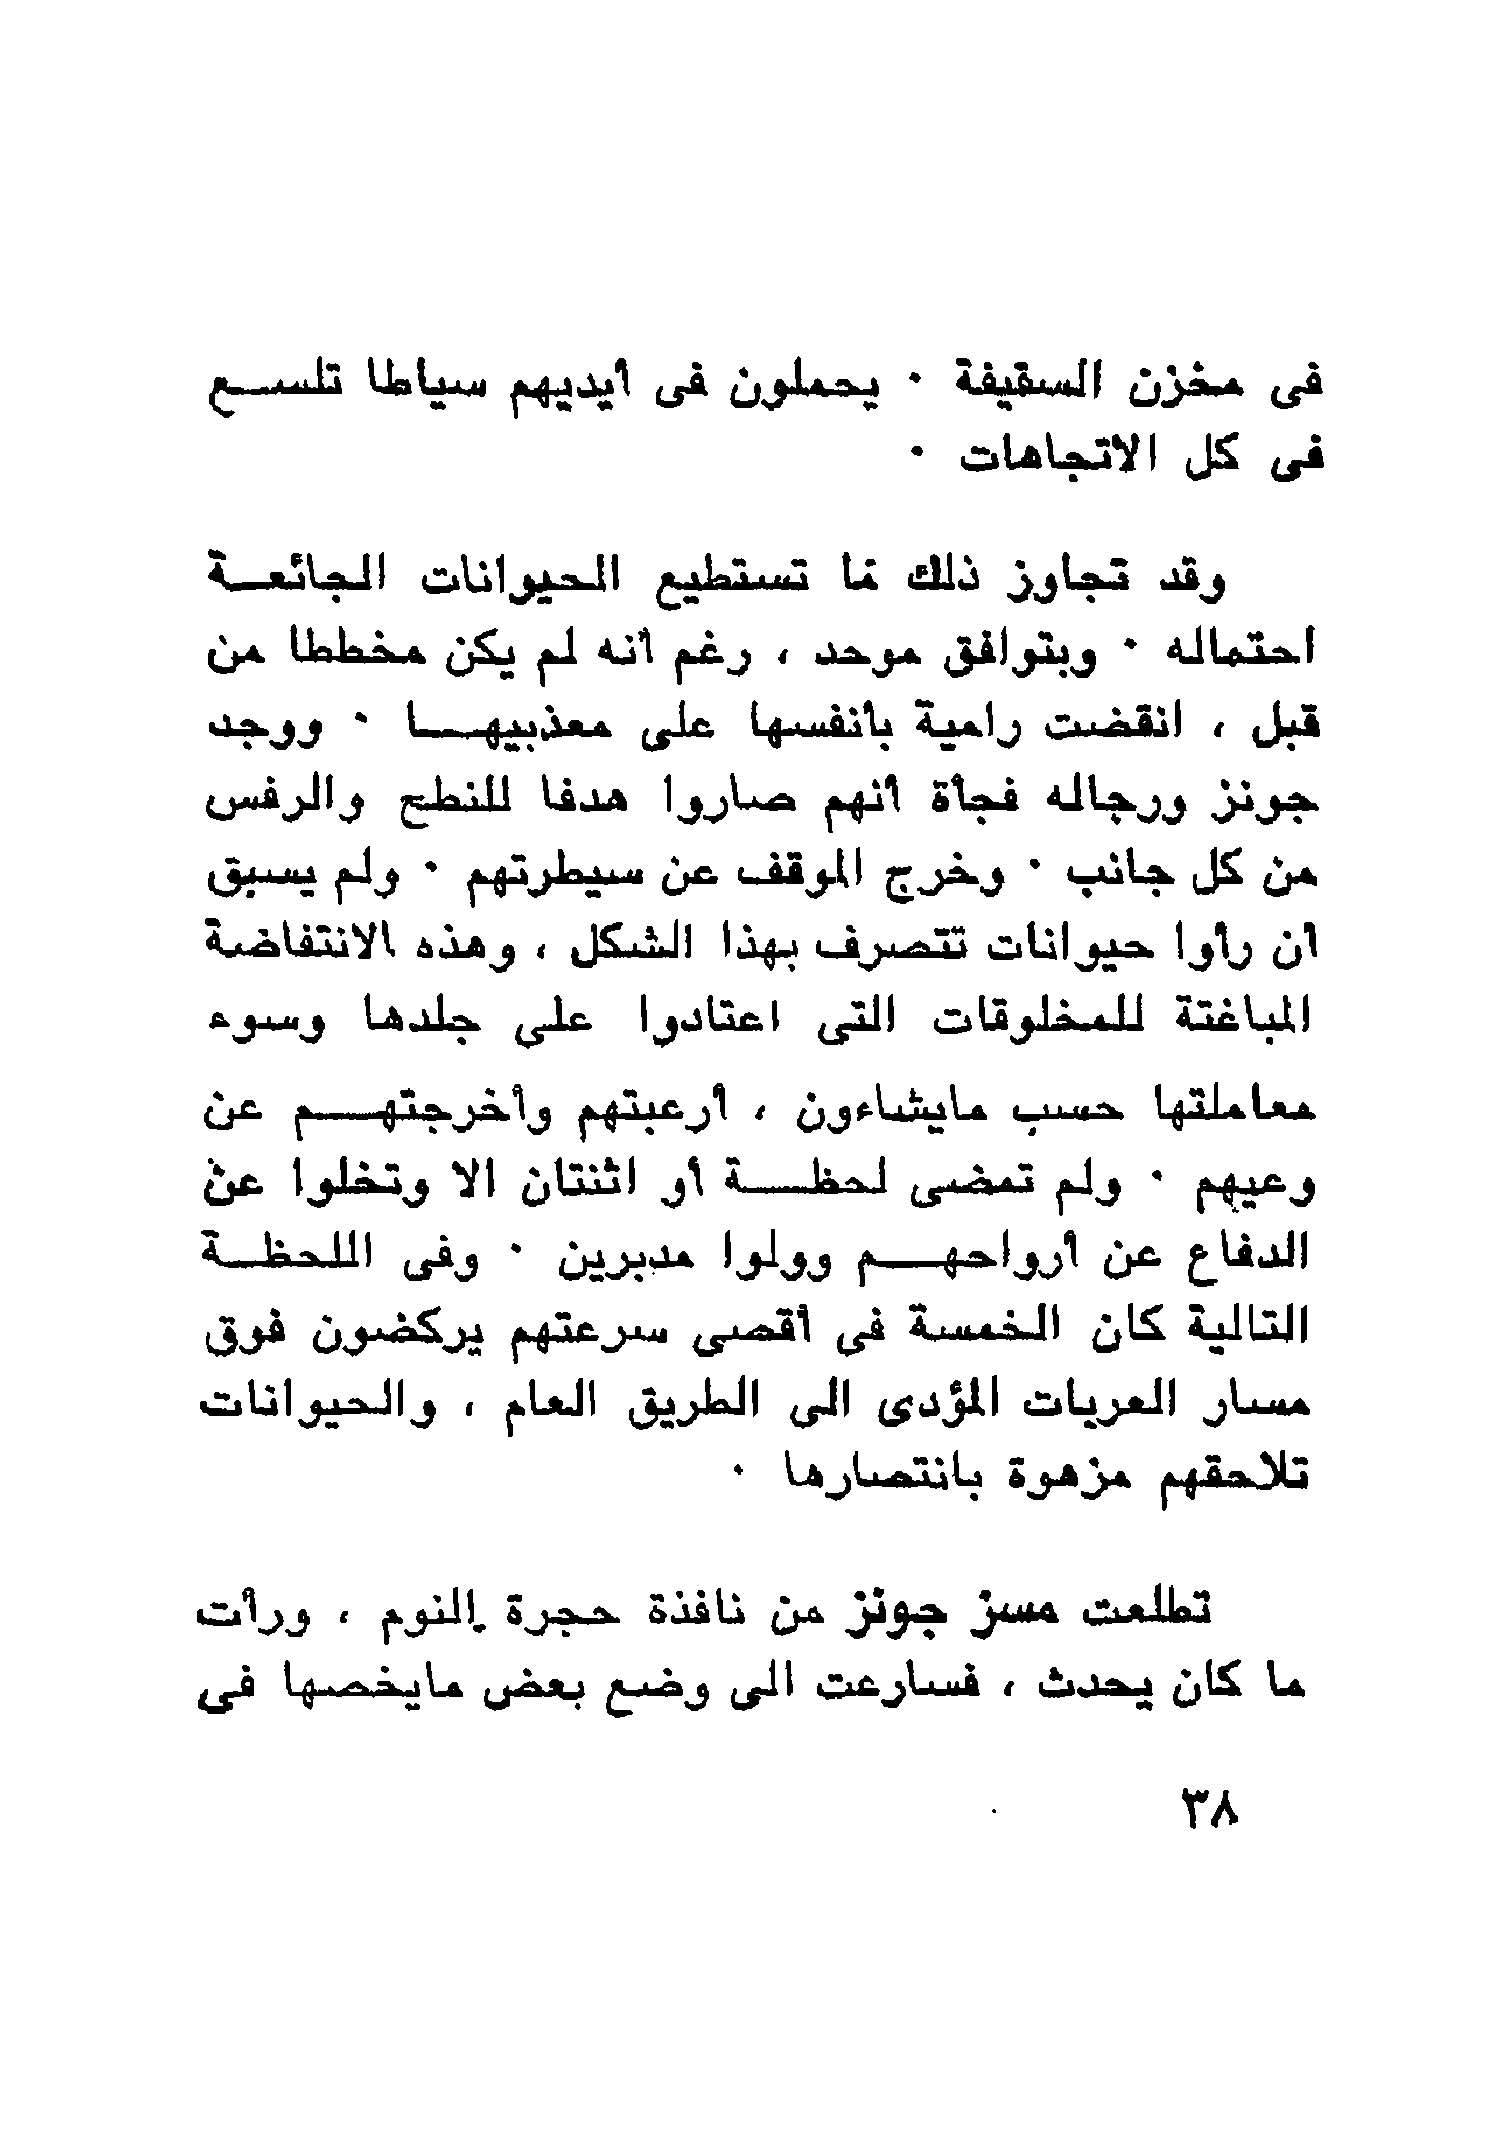 فى مخزن السقيفة · يحملون فى أيديهم سياطا تلسع
فى كل الاتجاهات ·
وقد تجاوز ذلك ما تستطيع الحيوانات الجائعة
احتماله · وبتوافق موحد ، رغم أنه لم يكن مخططا من
قبل ، انقضت رامية بأنفسها على معذبيها · ووجد
جونز ورجاله فجأة أنهم صاروا هدفا للنطح والرفس
من كل جانب · وخرج الموقف عن سيطرتهم · ولم يسبق
أن رأوا حيوانات تتصرف بهذا الشكل ، وهذه الانتفاضة
المباغتة للمخلوقات التى اعتادوا على جلدها وسوء
معاملتها حسب مايشاءون ، أرعبتهم وأخرجتهم عن
وعيهم · ولم تمضى لحظة أو اثنتان الا وتخلوا عن
الدفاع عن أرواحهم وولوا مدبرين · وفى اللحظة
التالية كان الخمسة فى أقصى سرعتهم يركضون فوق
مسار العربات المؤدى الى الطريق العام ، والحيوانات
تلاحقهم مزهوة بانتصارها ·
تطلعت مسز جونز من نافذة حجرة النوم ، ورأت
ما كان يحدث ، فسارعت الى وضع بعض مايخصها فى
٣٨